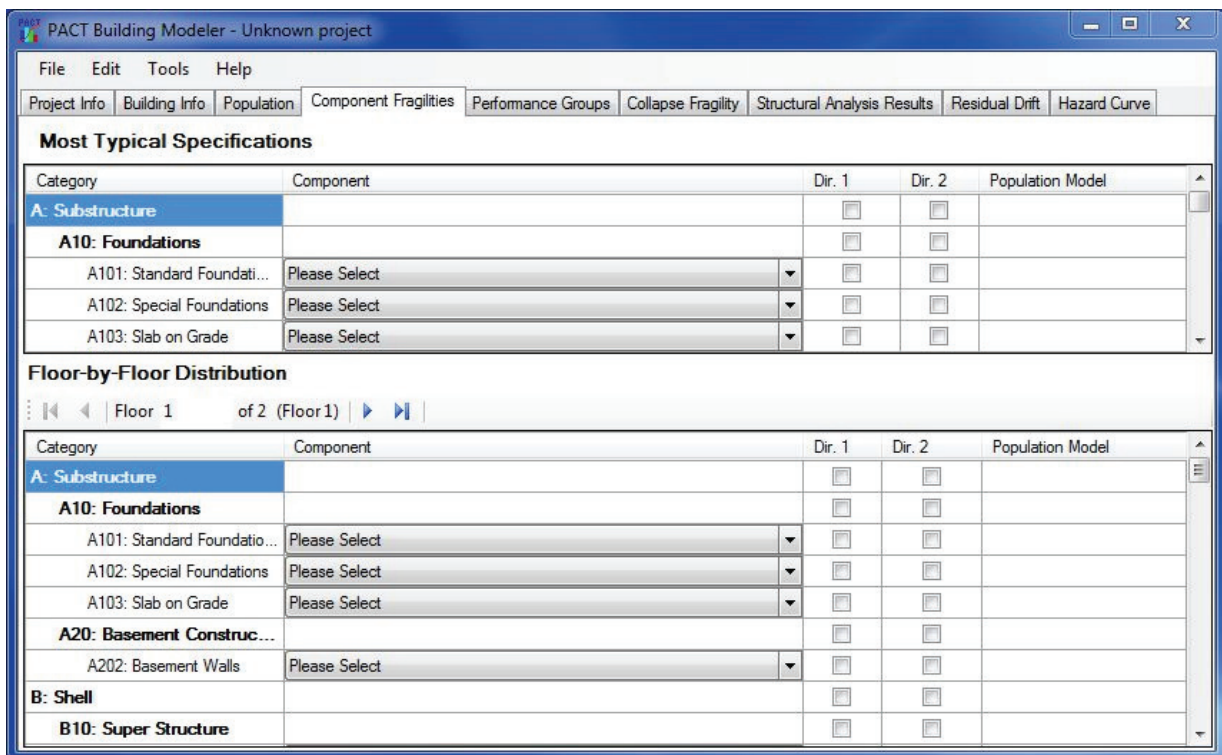 PACT
PACT Building Modeler - Unknown project
File Edit Tools Help
Project Info Building Info Population Component Fragilities Performance Groups Collapse Fragility Structural Analysis Results Residual Drift Hazard Curve
Most Typical Specifications
Category Component Dir. 1 Dir. 2 Population Model
A: Substructure
A10: Foundations
A101: Standard Foundati... Please Select
A102: Special Foundations Please Select
A103: Slab on Grade Please Select
Floor-by-Floor Distribution
Floor 1 of 2 (Floor 1)
Category Component Dir. 1 Dir. 2 Population Model
A: Substructure
A10: Foundations
A101: Standard Foundatio... Please Select
A102: Special Foundations Please Select
A103: Slab on Grade Please Select
A20: Basement Construc...
A202: Basement Walls Please Select
B: Shell
B10: Super Structure